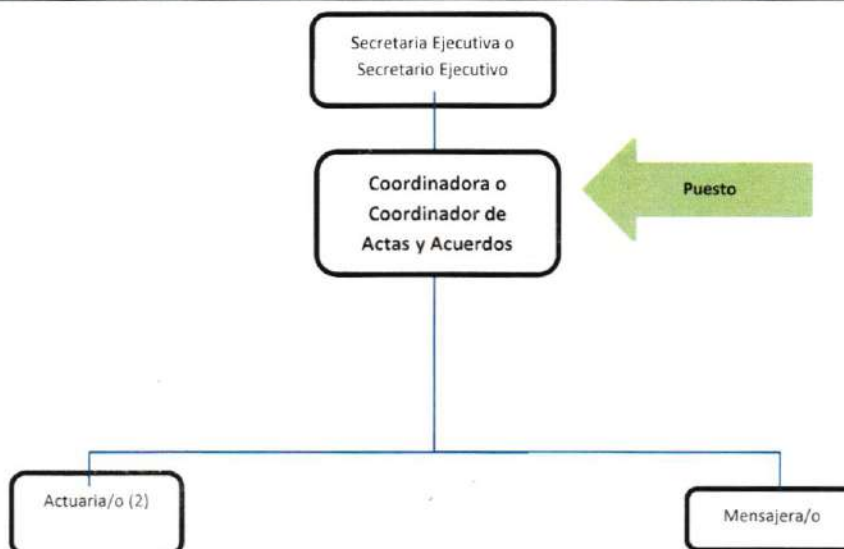 Secretaria Ejecutiva o
Secretario Ejecutivo
Coordinadora o
Coordinador de
Actas y Acuerdos
Puesto
Actuaria/o (2)
Mensajera/o